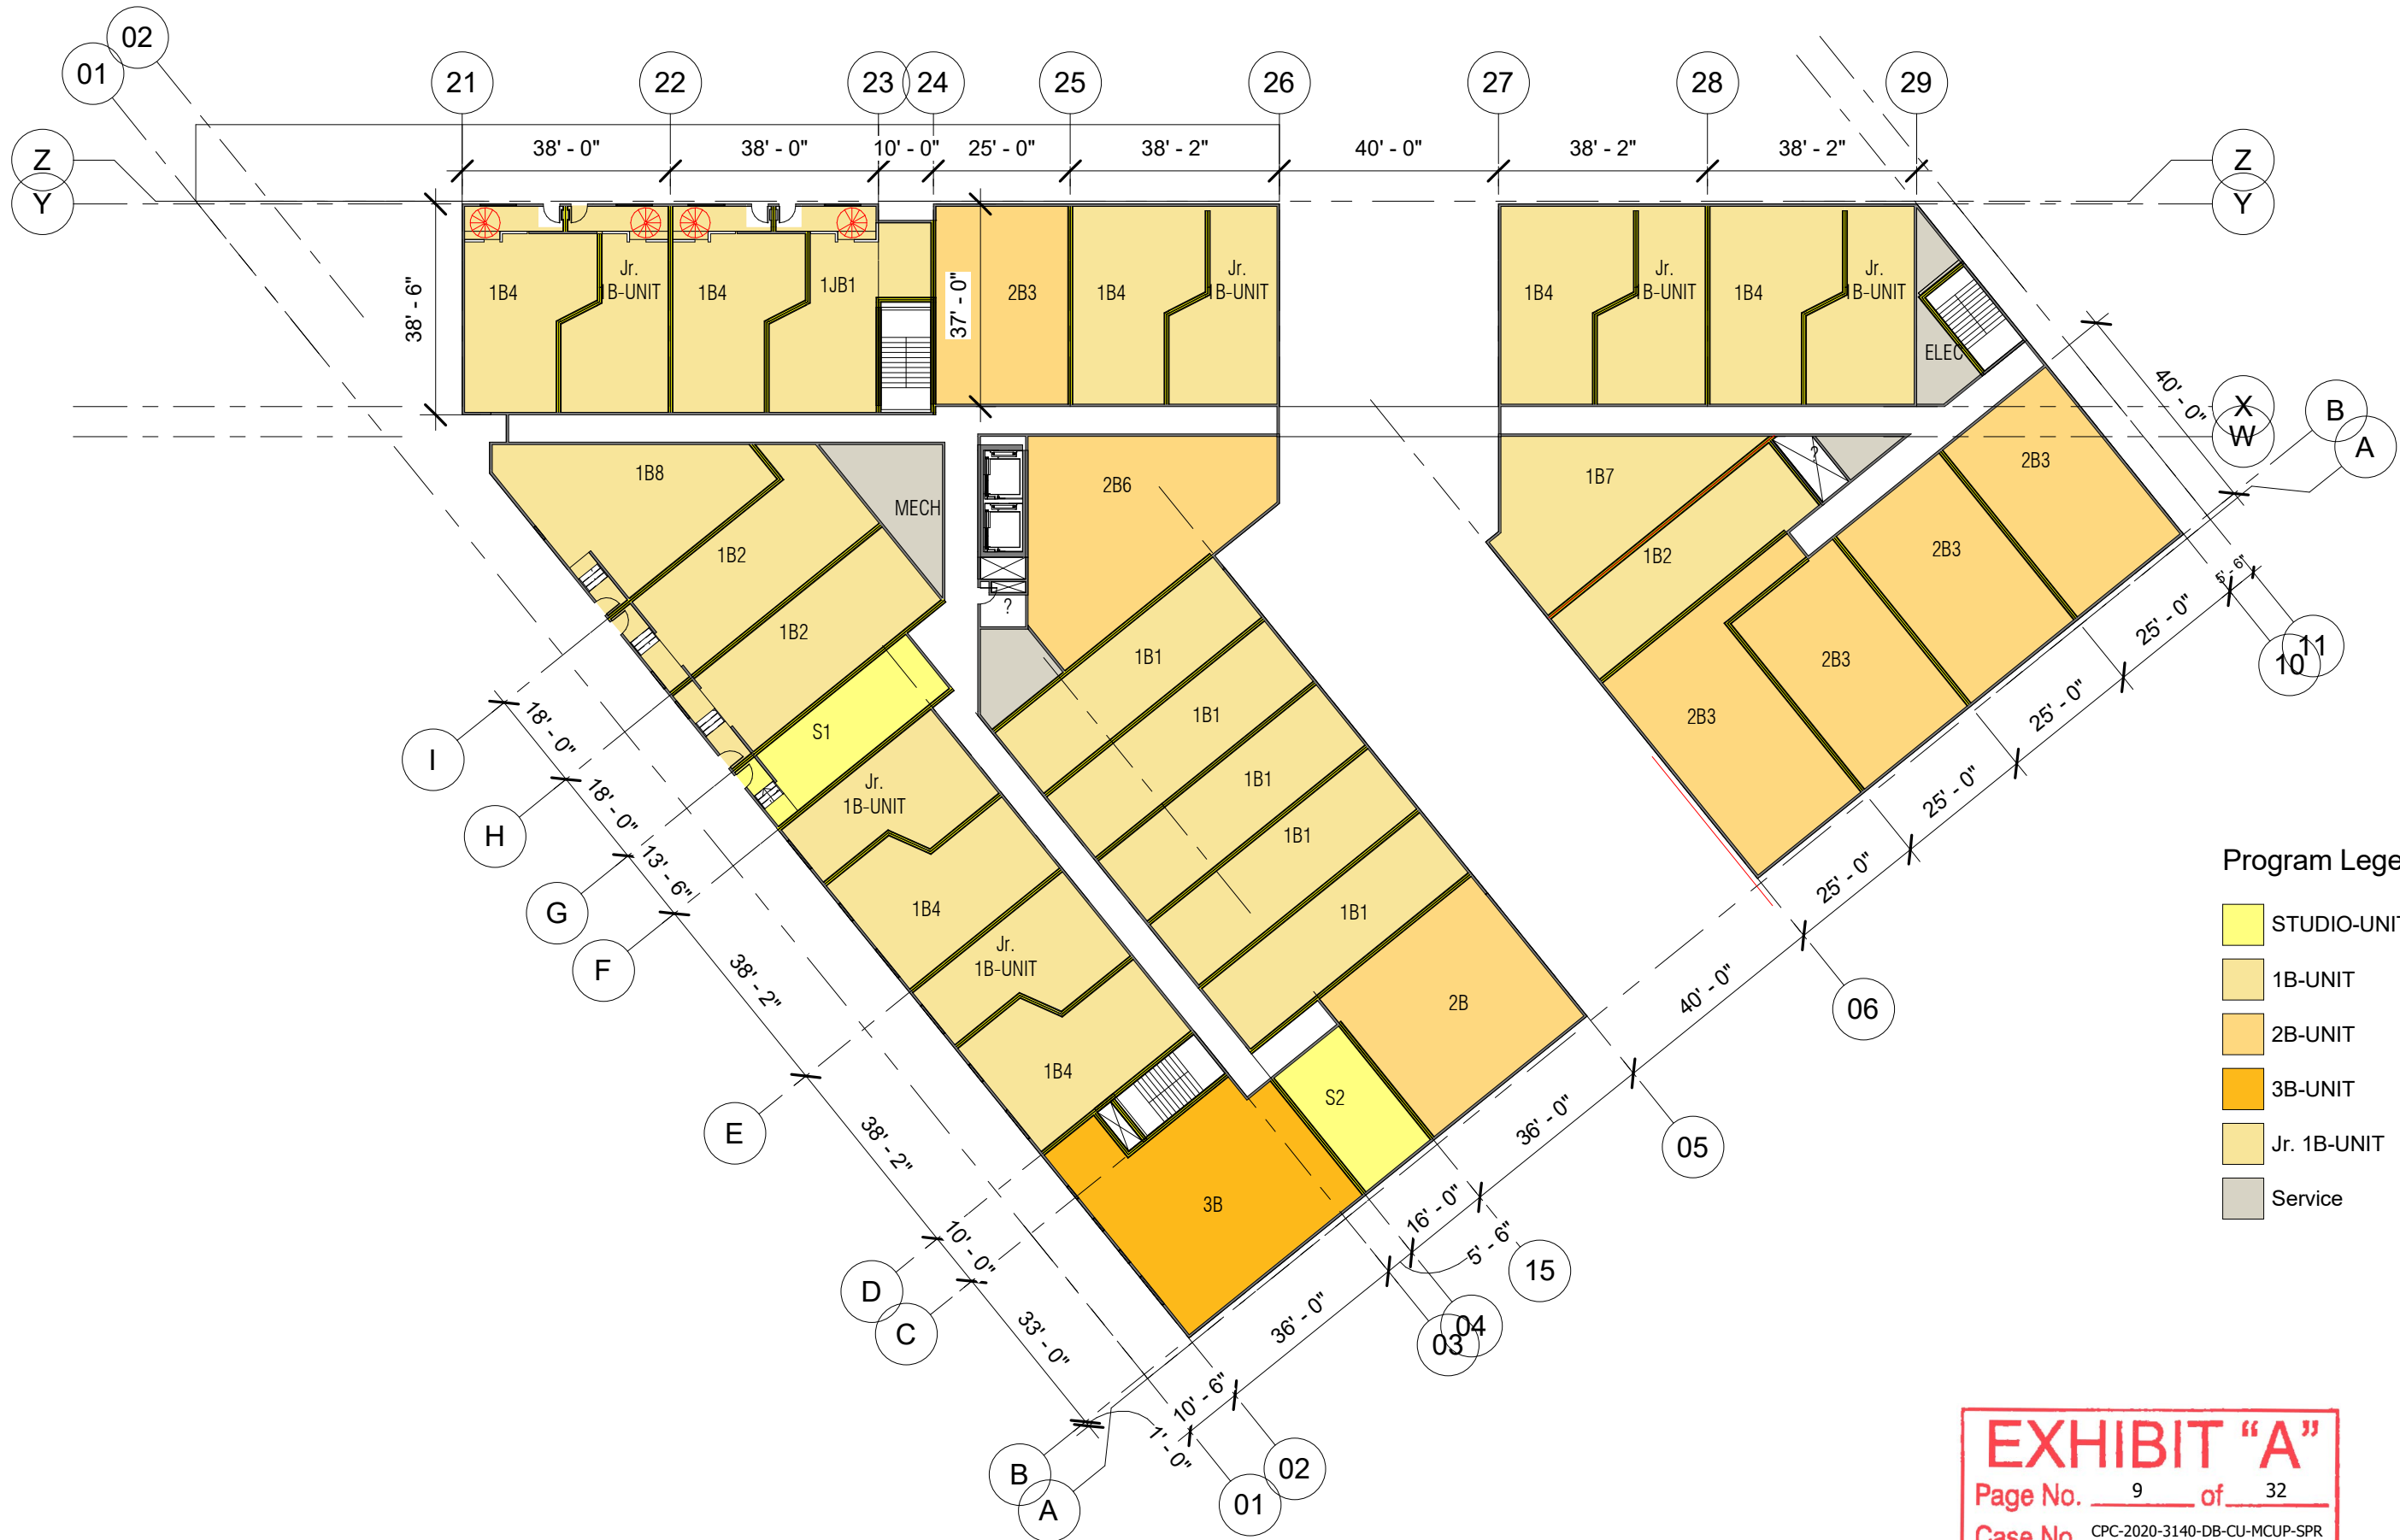 02
01
21
22
23
24
25
26
27
28
29
38' - 0"
38' - 0"
10' - 0"
25' - 0"
38' - 2"
40' - 0"
38' - 2"
38' - 2"
Z
Y
Z
Y
38' - 6"
37' - 0"
1B4
Jr.
1B-UNIT
1B4
1JB1
2B3
1B4
Jr.
1B-UNIT
1B4
Jr.
1B-UNIT
1B4
Jr.
1B-UNIT
ELEC
40' - 0"
X
W
B
A
1B8
MECH
2B6
1B7
?
2B3
1B2
1B2
2B3
1B2
?
5' - 6"
1B1
2B3
25' - 0"
11
10
S1
1B1
2B3
25' - 0"
I
18' - 0"
Jr.
1B-UNIT
1B1
25' - 0"
H
18' - 0"
1B1
25' - 0"
Program Lege
G
13' - 6"
1B4
1B1
STUDIO-UNIT
F
38' - 2"
Jr.
1B-UNIT
2B
40' - 0"
06
1B-UNIT
2B-UNIT
1B4
S2
3B-UNIT
E
38' - 2"
36' - 0"
05
Jr. 1B-UNIT
3B
16' - 0"
Service
10' - 0"
5' - 6"
15
D
C
33' - 0"
36' - 0"
04
03
10' - 6"
1' - 0"
B
A
02
01
EXHIBIT "A"
Page No. 9 of 32
Case No. CPC-2020-3140-DB-CU-MCUP-SPR